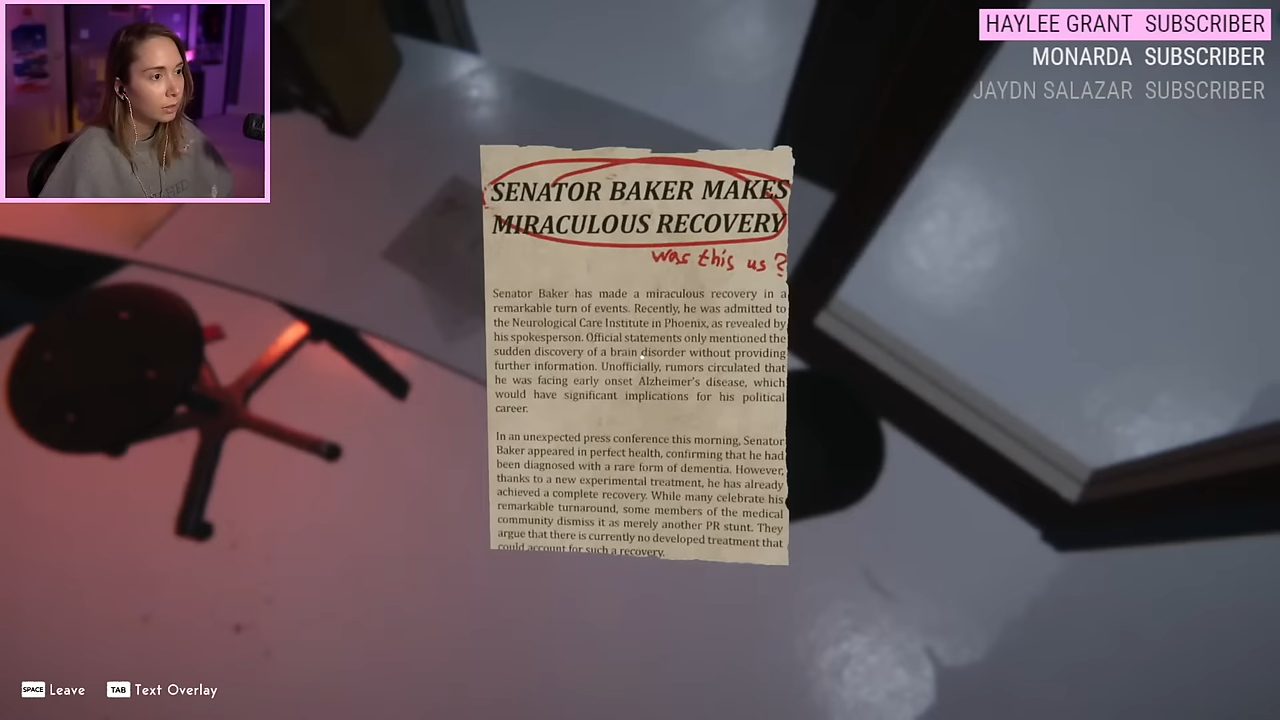 HAYLEE GRANT SUBSCRIBER
MONARDA SUBSCRIBER
JAYDN SALAZAR SUBSCRIBER
SENATOR BAKER MAKES
MIRACULOUS RECOVERY
was this us?
Senator Baker has made a miraculous recovery in a
remarkable turn of events. Recently, he was admitted to
the Neurological Care Institute in Phoenix, as revealed by
his spokesperson. Official statements only mentioned the
sudden discovery of a brain disorder without providing
further information. Unofficially, rumors circulated that
he was facing early onset Alzheimer's disease, which
would have significant implications for his political
career.
In an unexpected press conference this morning, Senator
Baker appeared in perfect health, confirming that he had
been diagnosed with a rare form of dementia. However,
thanks to a new experimental treatment, he has already
achieved a complete recovery. While many celebrate his
remarkable turnaround, some members of the medical
community dismiss it as merely another PR stunt. They
argue that there is currently no developed treatment that
could account for such a recovery.
SPACE Leave TAB Text Overlay